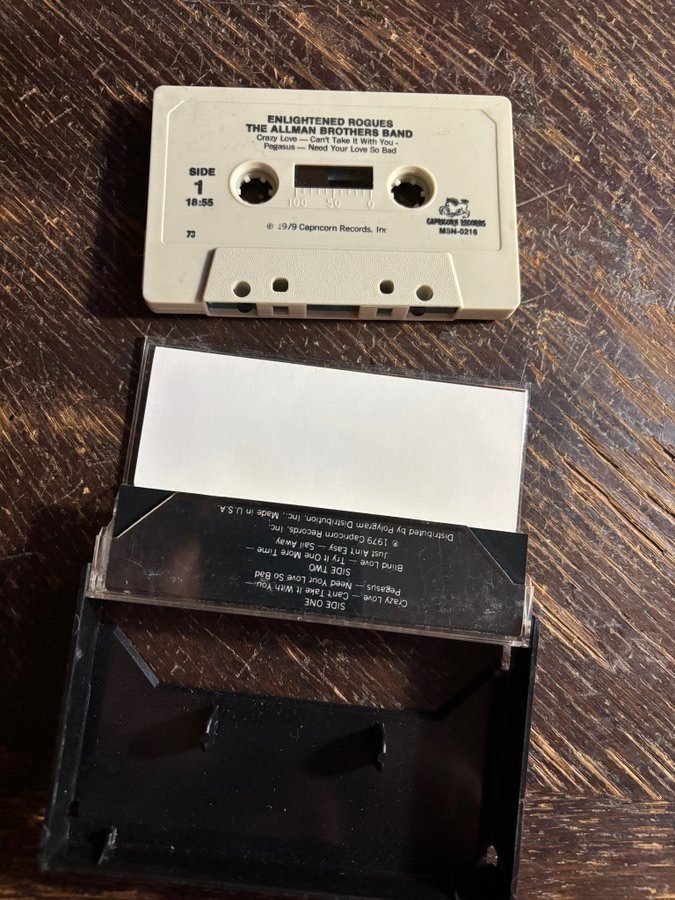 ENLIGHTENED ROGUES
THE ALLMAN BROTHERS BAND
Crazy Love — Can't Take It With You -
Pegasus — Need Your Love So Bad
SIDE
1
18:55
100 50 0
73
℗ 1979 Capricorn Records, Inc
CAPRICORN RECORDS
MSN-0218
SIDE ONE
Crazy Love — Can't Take It With You —
Pegasus — Need Your Love So Bad
SIDE TWO
Blind Love — Try It One More Time —
Just Ain't Easy — Sail Away
℗ 1979 Capricorn Records, Inc.
Distributed by Polygram Distribution, Inc., Made in U.S.A